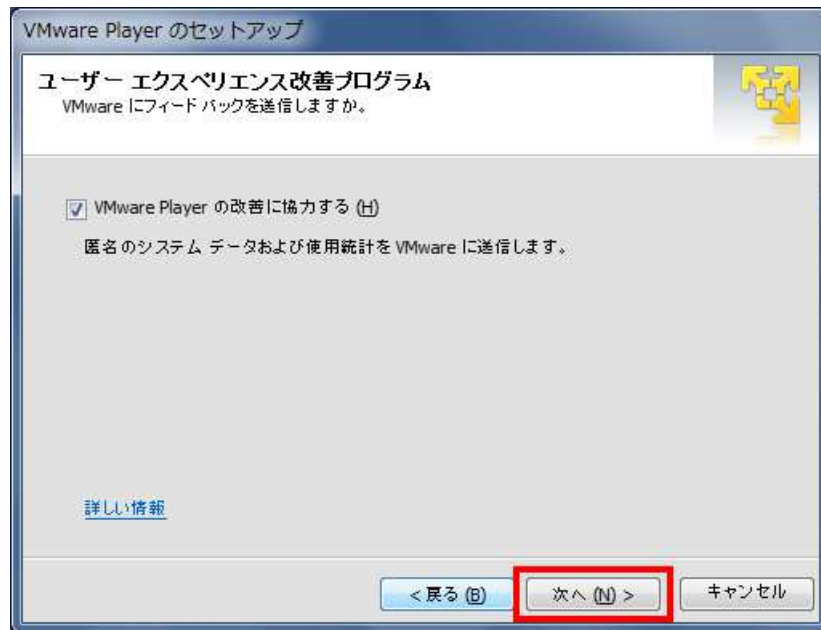 VMware Player のセットアップ
ユーザー エクスペリエンス改善プログラム
VMware にフィードバックを送信しますか。
VMware Player の改善に協力する (H)
匿名のシステム データおよび使用統計を VMware に送信します。
詳しい情報
< 戻る (B) 次へ (N) > キャンセル